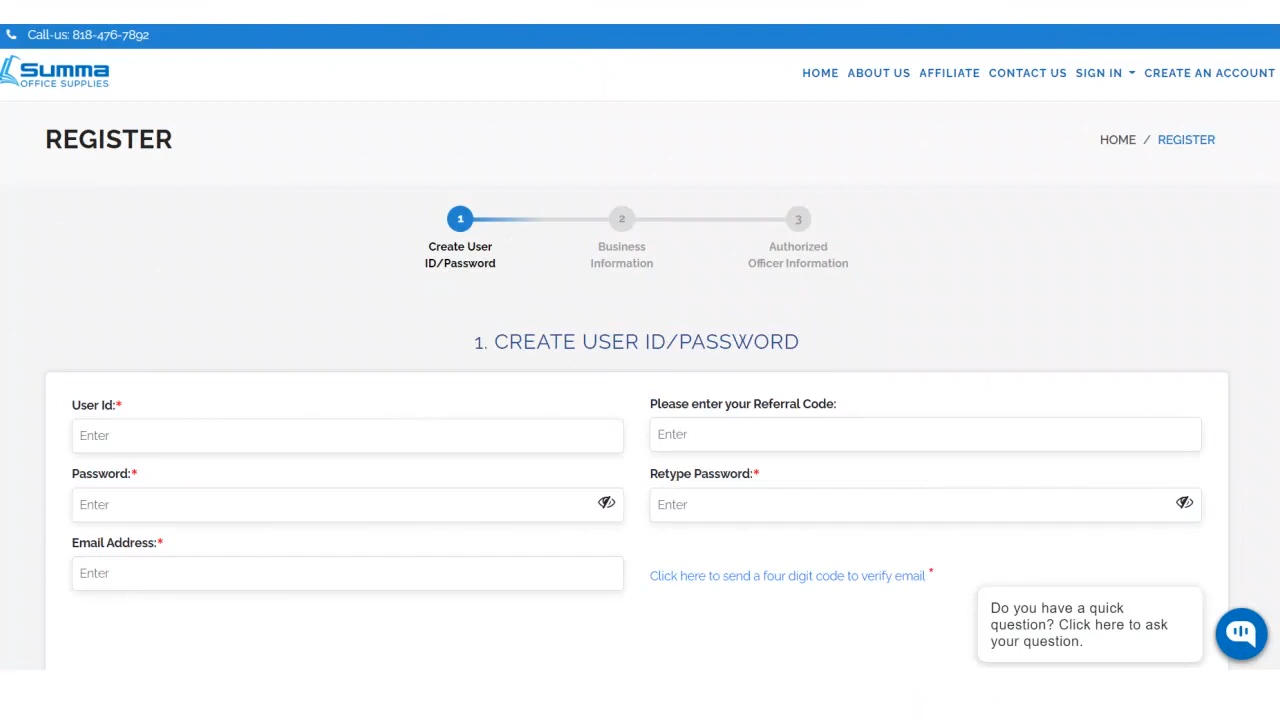 Call-us: 818-476-7892
Summa
OFFICE SUPPLIES
HOME ABOUT US AFFILIATE CONTACT US SIGN IN CREATE AN ACCOUNT
REGISTER
HOME / REGISTER
1 2 3
Create User Business Authorized
ID/Password Information Officer Information
1. CREATE USER ID/PASSWORD
User Id:* Please enter your Referral Code:
Enter Enter
Password:* Retype Password:*
Enter Enter
Email Address:*
Enter
Click here to send a four digit code to verify email *
Do you have a quick
question? Click here to ask
your question.